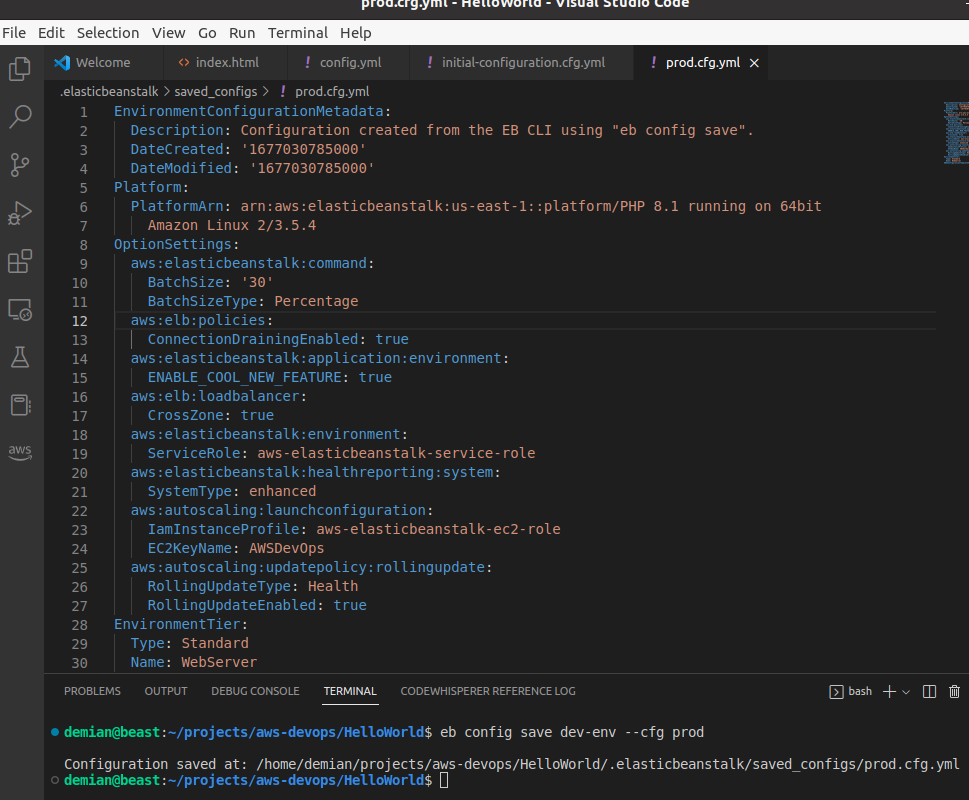 prod.cfg.yml - HelloWorld - Visual Studio Code
File Edit Selection View Go Run Terminal Help
Welcome <> index.html ! config.yml ! initial-configuration.cfg.yml ! prod.cfg.yml ×
.elasticbeanstalk > saved_configs > ! prod.cfg.yml
1 EnvironmentConfigurationMetadata:
2 Description: Configuration created from the EB CLI using "eb config save".
3 DateCreated: '1677030785000'
4 DateModified: '1677030785000'
5 Platform:
6 PlatformArn: arn:aws:elasticbeanstalk:us-east-1::platform/PHP 8.1 running on 64bit
7 Amazon Linux 2/3.5.4
8 OptionSettings:
9 aws:elasticbeanstalk:command:
10 BatchSize: '30'
11 BatchSizeType: Percentage
12 aws:elb:policies:
13 ConnectionDrainingEnabled: true
14 aws:elasticbeanstalk:application:environment:
15 ENABLE_COOL_NEW_FEATURE: true
16 aws:elb:loadbalancer:
17 CrossZone: true
18 aws:elasticbeanstalk:environment:
19 ServiceRole: aws-elasticbeanstalk-service-role
20 aws:elasticbeanstalk:healthreporting:system:
21 SystemType: enhanced
22 aws:autoscaling:launchconfiguration:
23 IamInstanceProfile: aws-elasticbeanstalk-ec2-role
24 EC2KeyName: AWSDevOps
25 aws:autoscaling:updatepolicy:rollingupdate:
26 RollingUpdateType: Health
27 RollingUpdateEnabled: true
28 EnvironmentTier:
29 Type: Standard
30 Name: WebServer
aws
PROBLEMS OUTPUT DEBUG CONSOLE TERMINAL CODEWHISPERER REFERENCE LOG bash
demian@beast:~/projects/aws-devops/HelloWorld$ eb config save dev-env --cfg prod
Configuration saved at: /home/demian/projects/aws-devops/HelloWorld/.elasticbeanstalk/saved_configs/prod.cfg.yml
demian@beast:~/projects/aws-devops/HelloWorld$